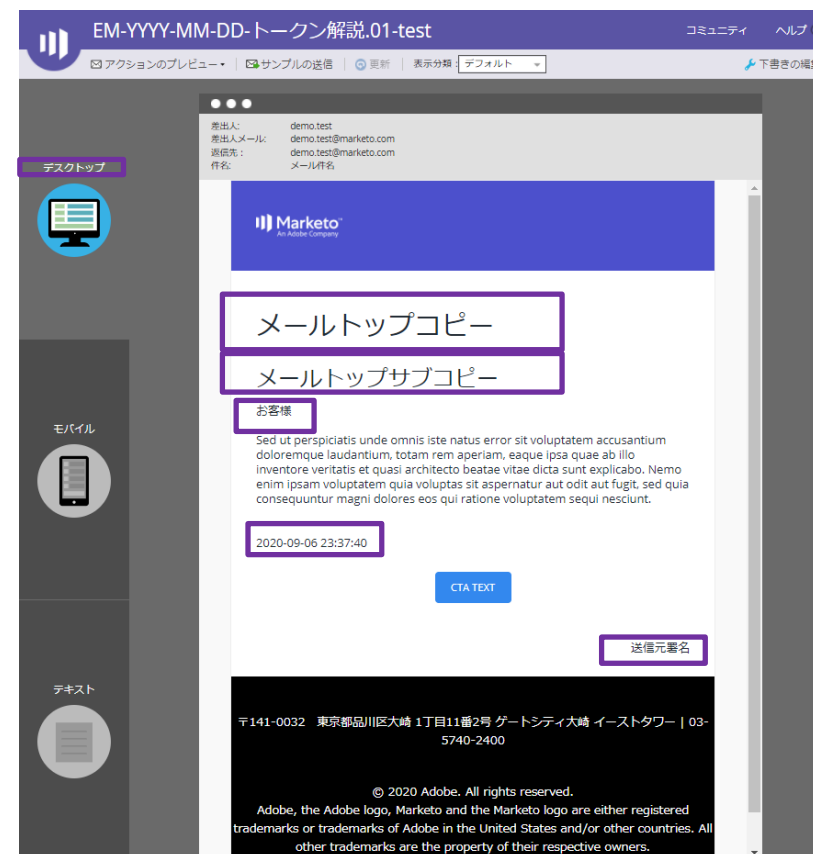 EM-YYYY-MM-DD-トークン解説.01-test
コミュニティ ヘルプ
アクションのプレビュー サンプルの送信 更新 表示分類: デフォルト 下書きの編
差出人: demo.test
差出人メール: demo.test@marketo.com
返信先: demo.test@marketo.com
件名: メール件名
デスクトップ
Marketo™
An Adobe Company
メールトップコピー
メールトップサブコピー
お客様
モバイル
Sed ut perspiciatis unde omnis iste natus error sit voluptatem accusantium
doloremque laudantium, totam rem aperiam, eaque ipsa quae ab illo
inventore veritatis et quasi architecto beatae vitae dicta sunt explicabo. Nemo
enim ipsam voluptatem quia voluptas sit aspernatur aut odit aut fugit, sed quia
consequuntur magni dolores eos qui ratione voluptatem sequi nesciunt.
2020-09-06 23:37:40
CTA TEXT
送信元署名
テキスト
〒141-0032 東京都品川区大崎 1丁目11番2号 ゲートシティ大崎 イーストタワー | 03-
5740-2400
© 2020 Adobe. All rights reserved.
Adobe, the Adobe logo, Marketo and the Marketo logo are either registered
trademarks or trademarks of Adobe in the United States and/or other countries. All
other trademarks are the property of their respective owners.